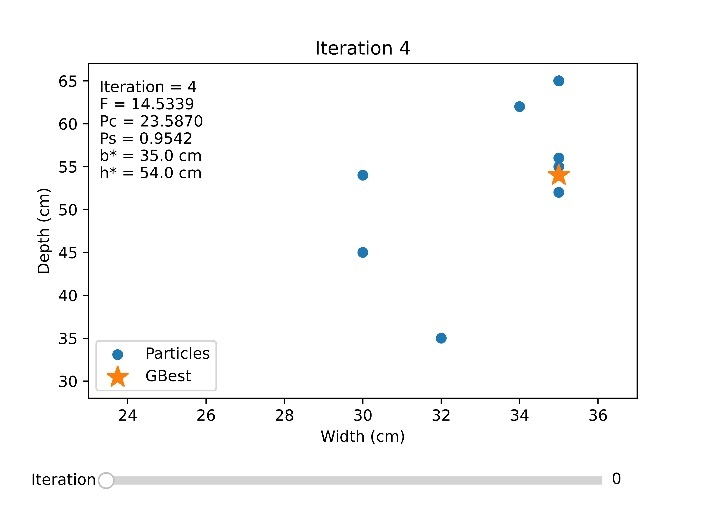 Iteration 4
Iteration = 4
F = 14.5339
Pc = 23.5870
Ps = 0.9542
b* = 35.0 cm
h* = 54.0 cm
65
60
55
50
45
40
35
30
Depth (cm)
Particles
GBest
24 26 28 30 32 34 36
Width (cm)
Iteration 0